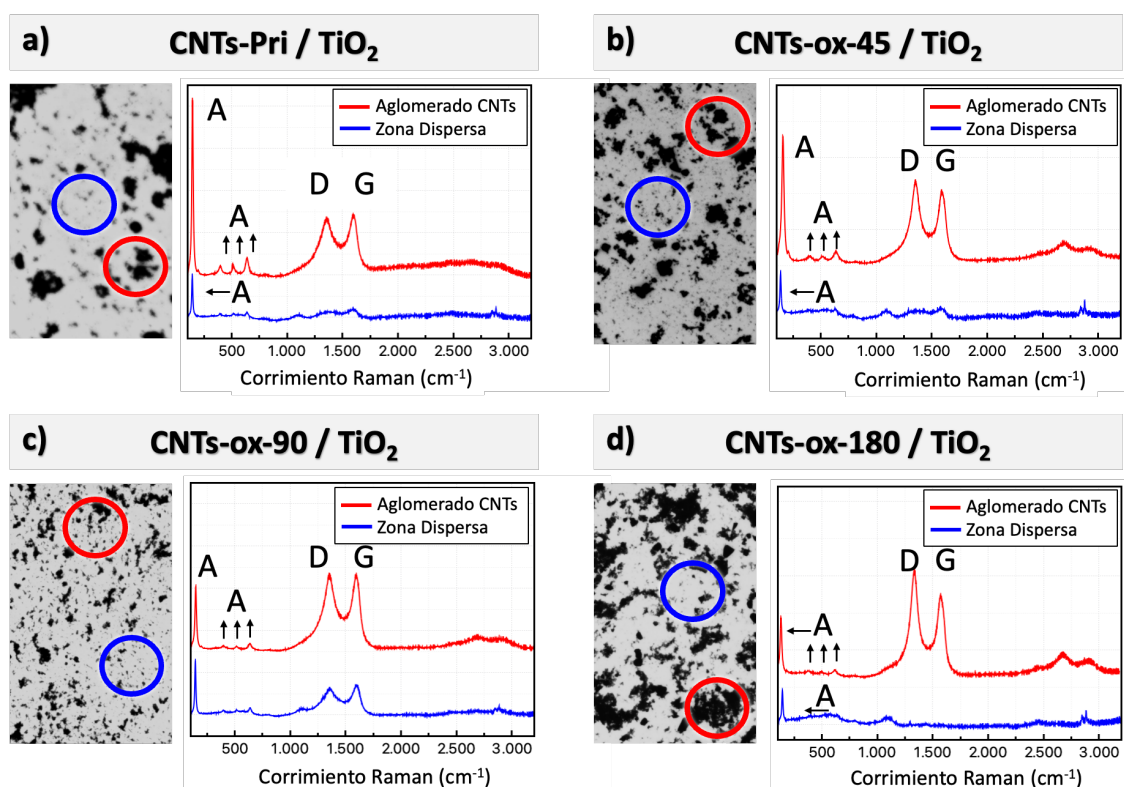 a)
CNTs-Pri / TiO₂
A
Aglomerado CNTs
Zona Dispersa
D
G
A
A
500
1.000
1.500
2.000
2.500
3.000
Corrimiento Raman (cm⁻¹)
b)
CNTs-ox-45 / TiO₂
Aglomerado CNTs
Zona Dispersa
A
D
G
A
A
500
1.000
1.500
2.000
2.500
3.000
Corrimiento Raman (cm⁻¹)
c)
CNTs-ox-90 / TiO₂
Aglomerado CNTs
Zona Dispersa
A
D
G
A
500
1.000
1.500
2.000
2.500
3.000
Corrimiento Raman (cm⁻¹)
d)
CNTs-ox-180 / TiO₂
Aglomerado CNTs
Zona Dispersa
D
G
A
A
500
1.000
1.500
2.000
2.500
3.000
Corrimiento Raman (cm⁻¹)